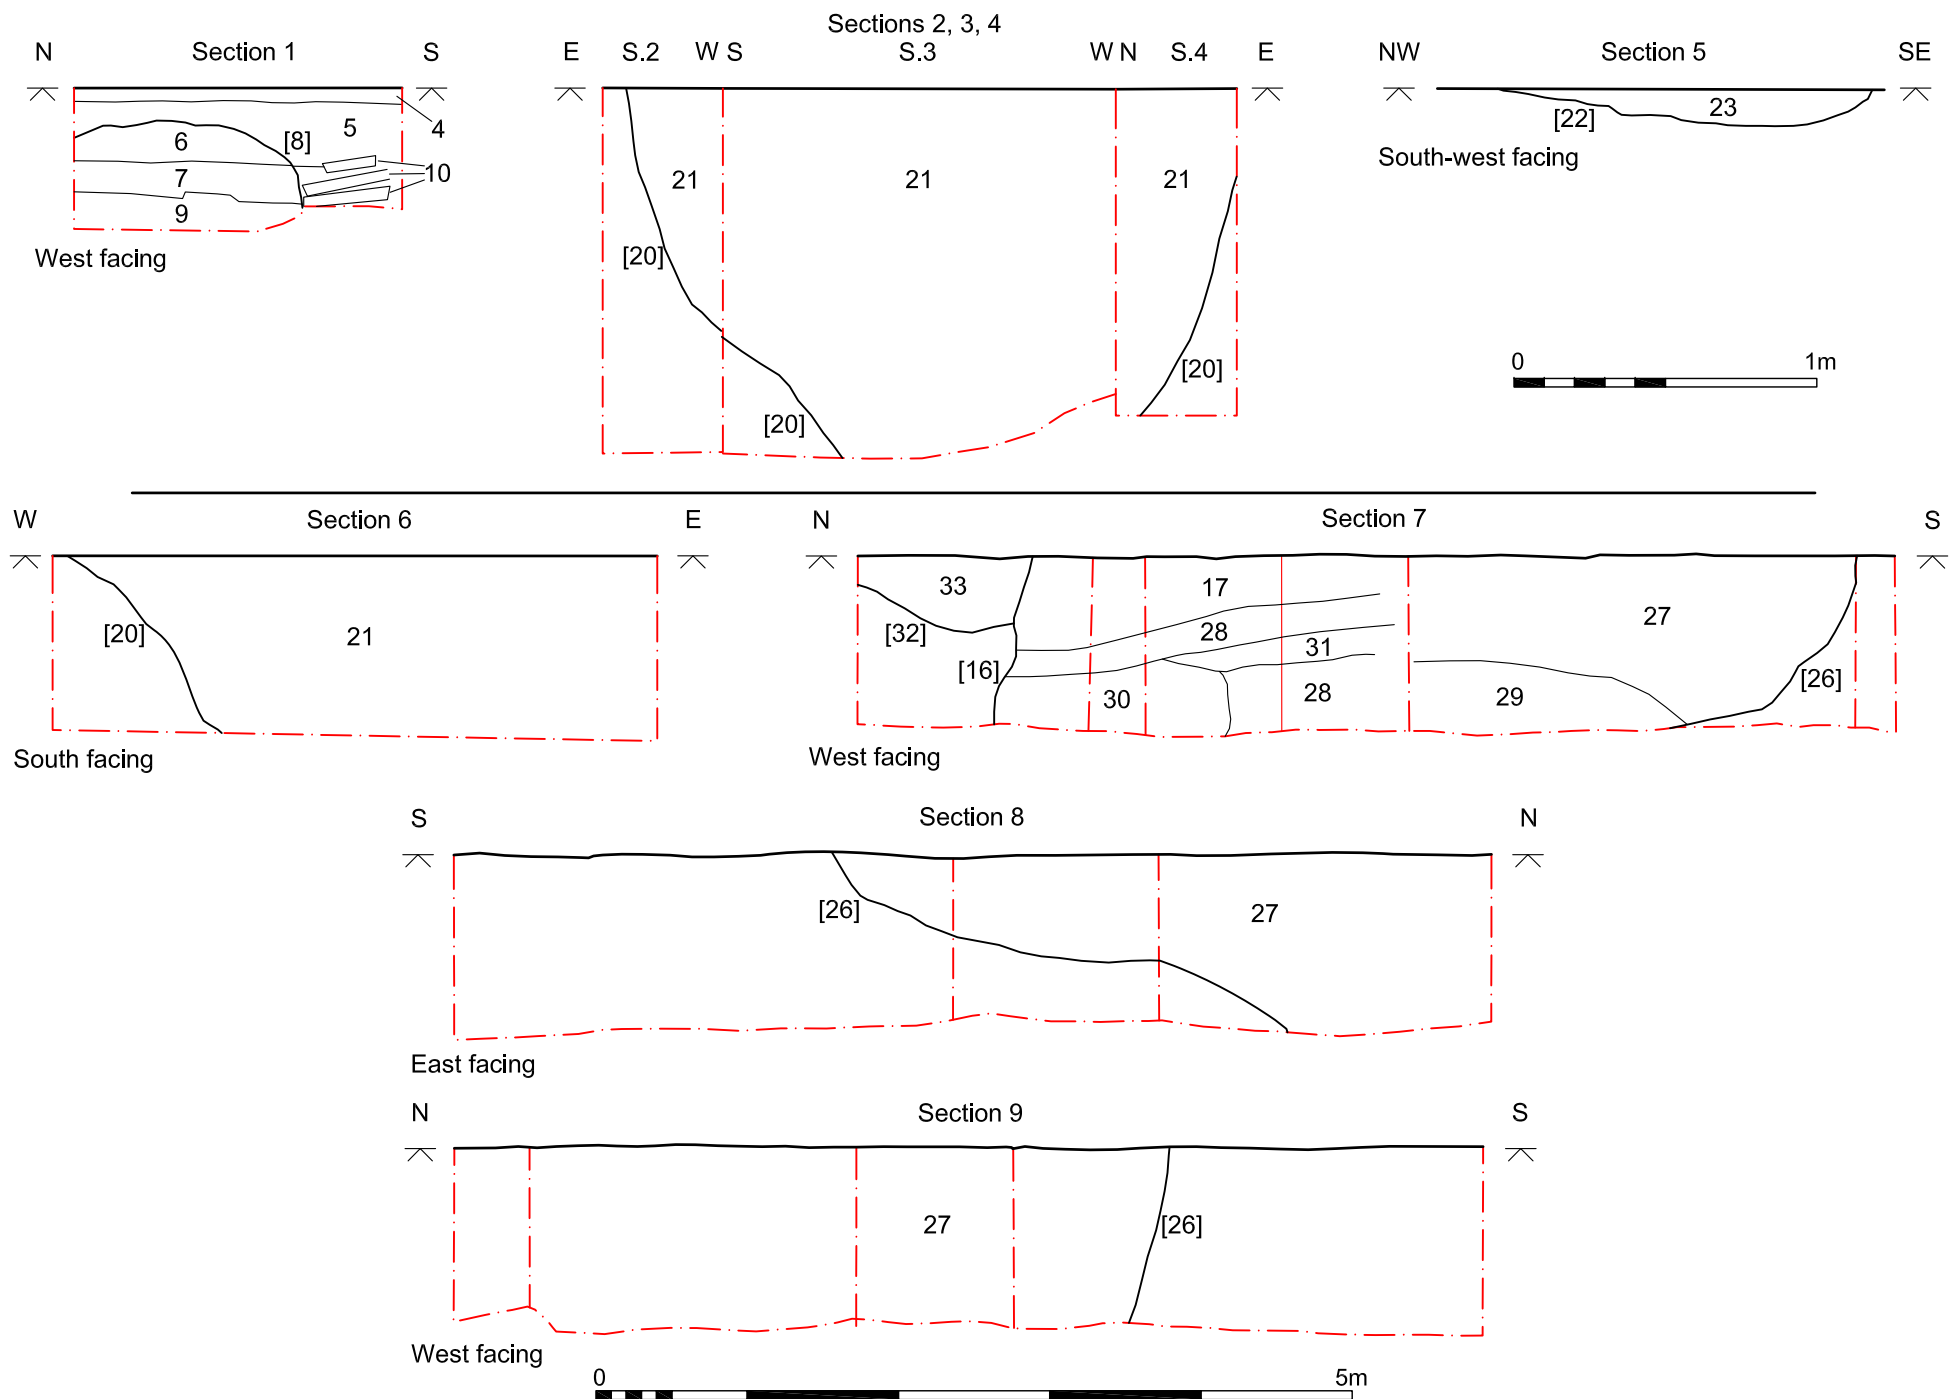 Sections 2, 3, 4
N Section 1 S
E S.2 W S S.3 W N S.4 E
NW Section 5 SE
4
5
6
[8]
7
10
9
West facing
21 21 21
[20]
[20]
[20]
23
[22]
South-west facing
0 1m
W Section 6 E
[20] 21
South facing
N Section 7 S
33 17 27
[32] 28 31
[16] 30 28 29 [26]
West facing
S Section 8 N
[26] 27
East facing
N Section 9 S
27 [26]
West facing
0 5m